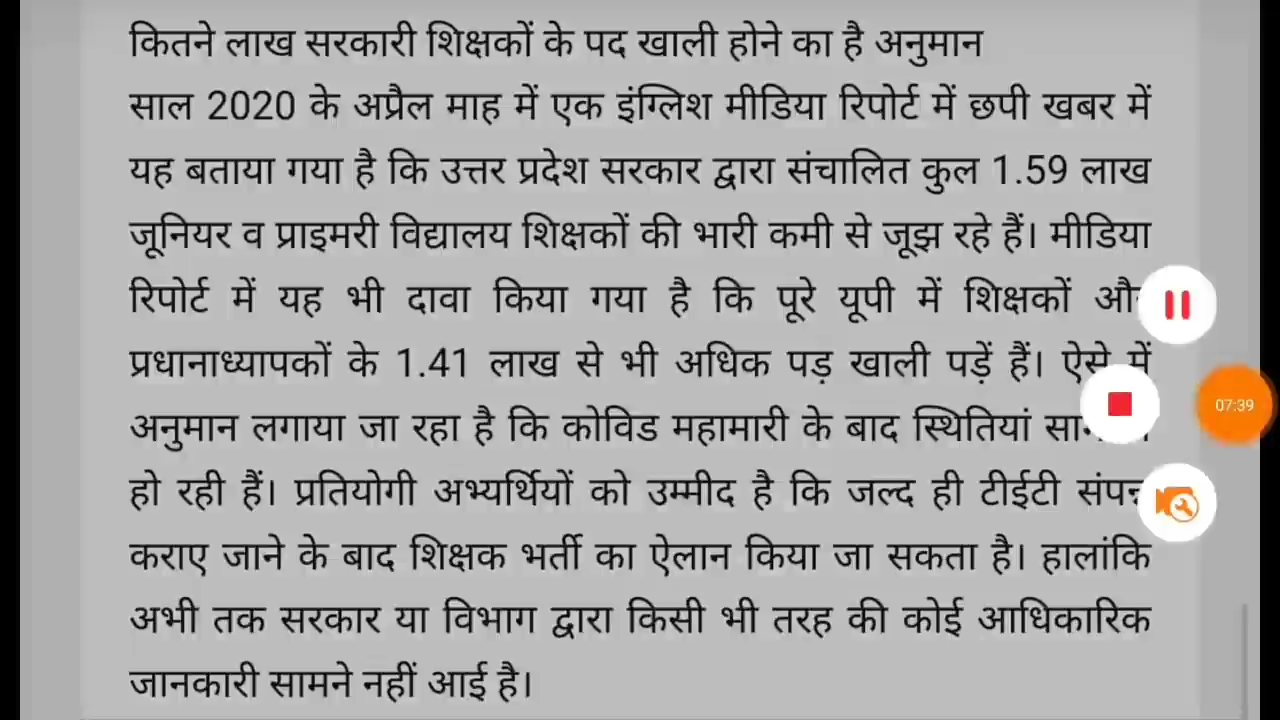 कितने लाख सरकारी शिक्षकों के पद खाली होने का है अनुमान
साल 2020 के अप्रैल माह में एक इंग्लिश मीडिया रिपोर्ट में छपी खबर में
यह बताया गया है कि उत्तर प्रदेश सरकार द्वारा संचालित कुल 1.59 लाख
जूनियर व प्राइमरी विद्यालय शिक्षकों की भारी कमी से जूझ रहे हैं। मीडिया
रिपोर्ट में यह भी दावा किया गया है कि पूरे यूपी में शिक्षकों
प्रधानाध्यापकों के 1.41 लाख से भी अधिक पड़ खाली पड़ें हैं। ऐसे में
अनुमान लगाया जा रहा है कि कोविड महामारी के बाद स्थितियां
हो रही हैं। प्रतियोगी अभ्यर्थियों को उम्मीद है कि जल्द ही टीईटी
कराए जाने के बाद शिक्षक भर्ती का ऐलान किया जा सकता है। हालांकि
अभी तक सरकार या विभाग द्वारा किसी भी तरह की कोई आधिकारिक
जानकारी सामने नहीं आई है।
07:39